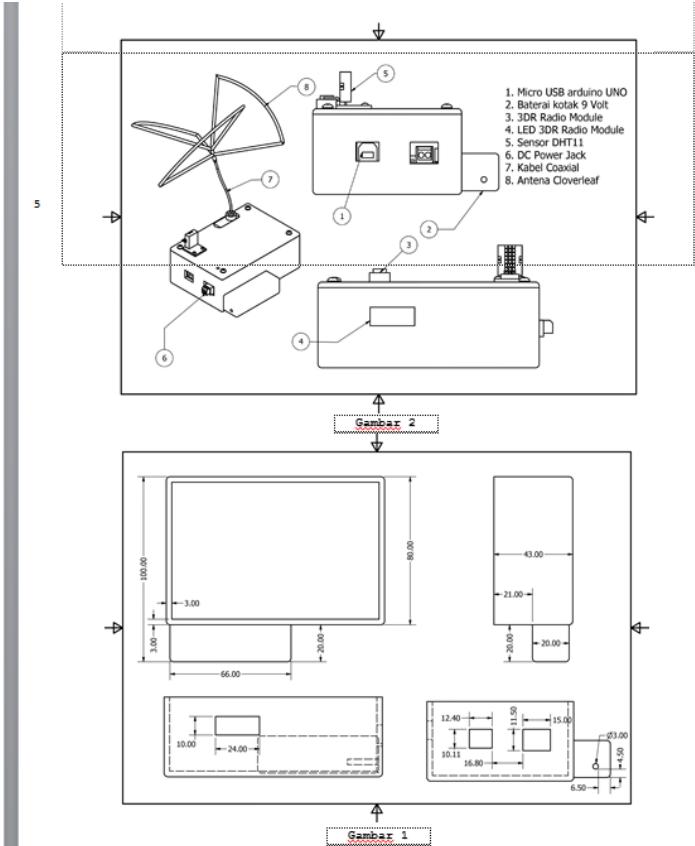 8
5
1. Micro USB arduino UNO
2. Baterai kotak 9 Volt
3. 3DR Radio Module
4. LED 3DR Radio Module
5. Sensor DHT11
6. DC Power Jack
7. Kabel Coaxial
8. Antena Cloverleaf
7
5
1
2
3
4
6
Gambar 2
100.00
80.00
3.00
3.00
20.00
66.00
43.00
21.00
20.00
20.00
10.00
24.00
12.40
11.50
15.00
10.11
16.80
Ø3.00
4.50
6.50
Gambar 1